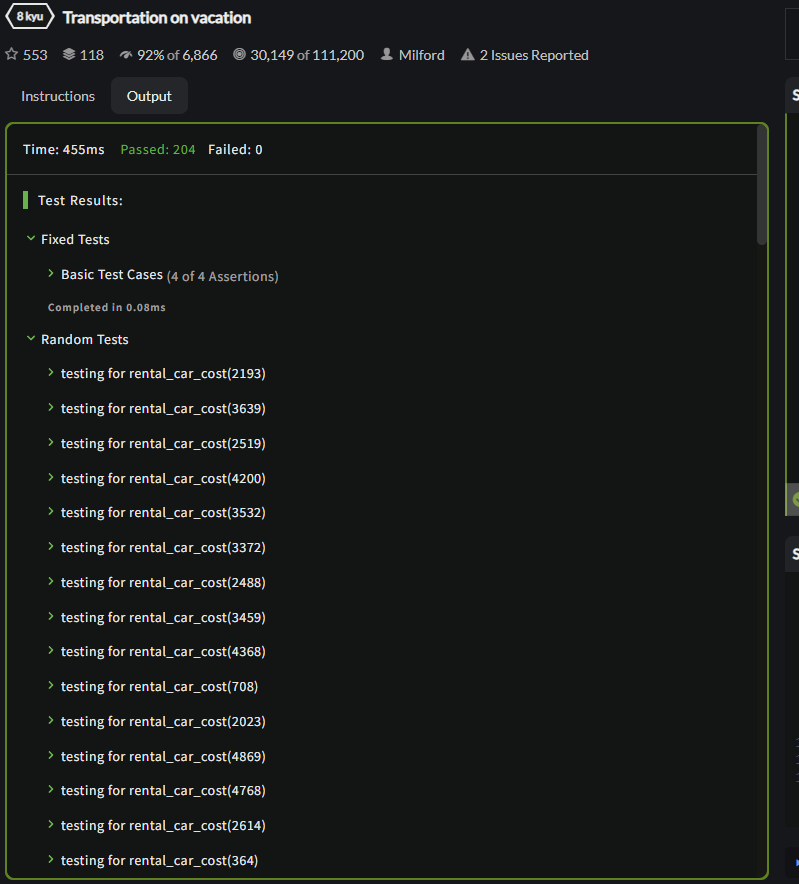 8 kyu Transportation on vacation
553 118 92% of 6,866 30,149 of 111,200 Milford 2 Issues Reported
Instructions Output
Time: 455ms Passed: 204 Failed: 0
Test Results:
Fixed Tests
Basic Test Cases (4 of 4 Assertions)
Completed in 0.08ms
Random Tests
testing for rental_car_cost(2193)
testing for rental_car_cost(3639)
testing for rental_car_cost(2519)
testing for rental_car_cost(4200)
testing for rental_car_cost(3532)
testing for rental_car_cost(3372)
testing for rental_car_cost(2488)
testing for rental_car_cost(3459)
testing for rental_car_cost(4368)
testing for rental_car_cost(708)
testing for rental_car_cost(2023)
testing for rental_car_cost(4869)
testing for rental_car_cost(4768)
testing for rental_car_cost(2614)
testing for rental_car_cost(364)